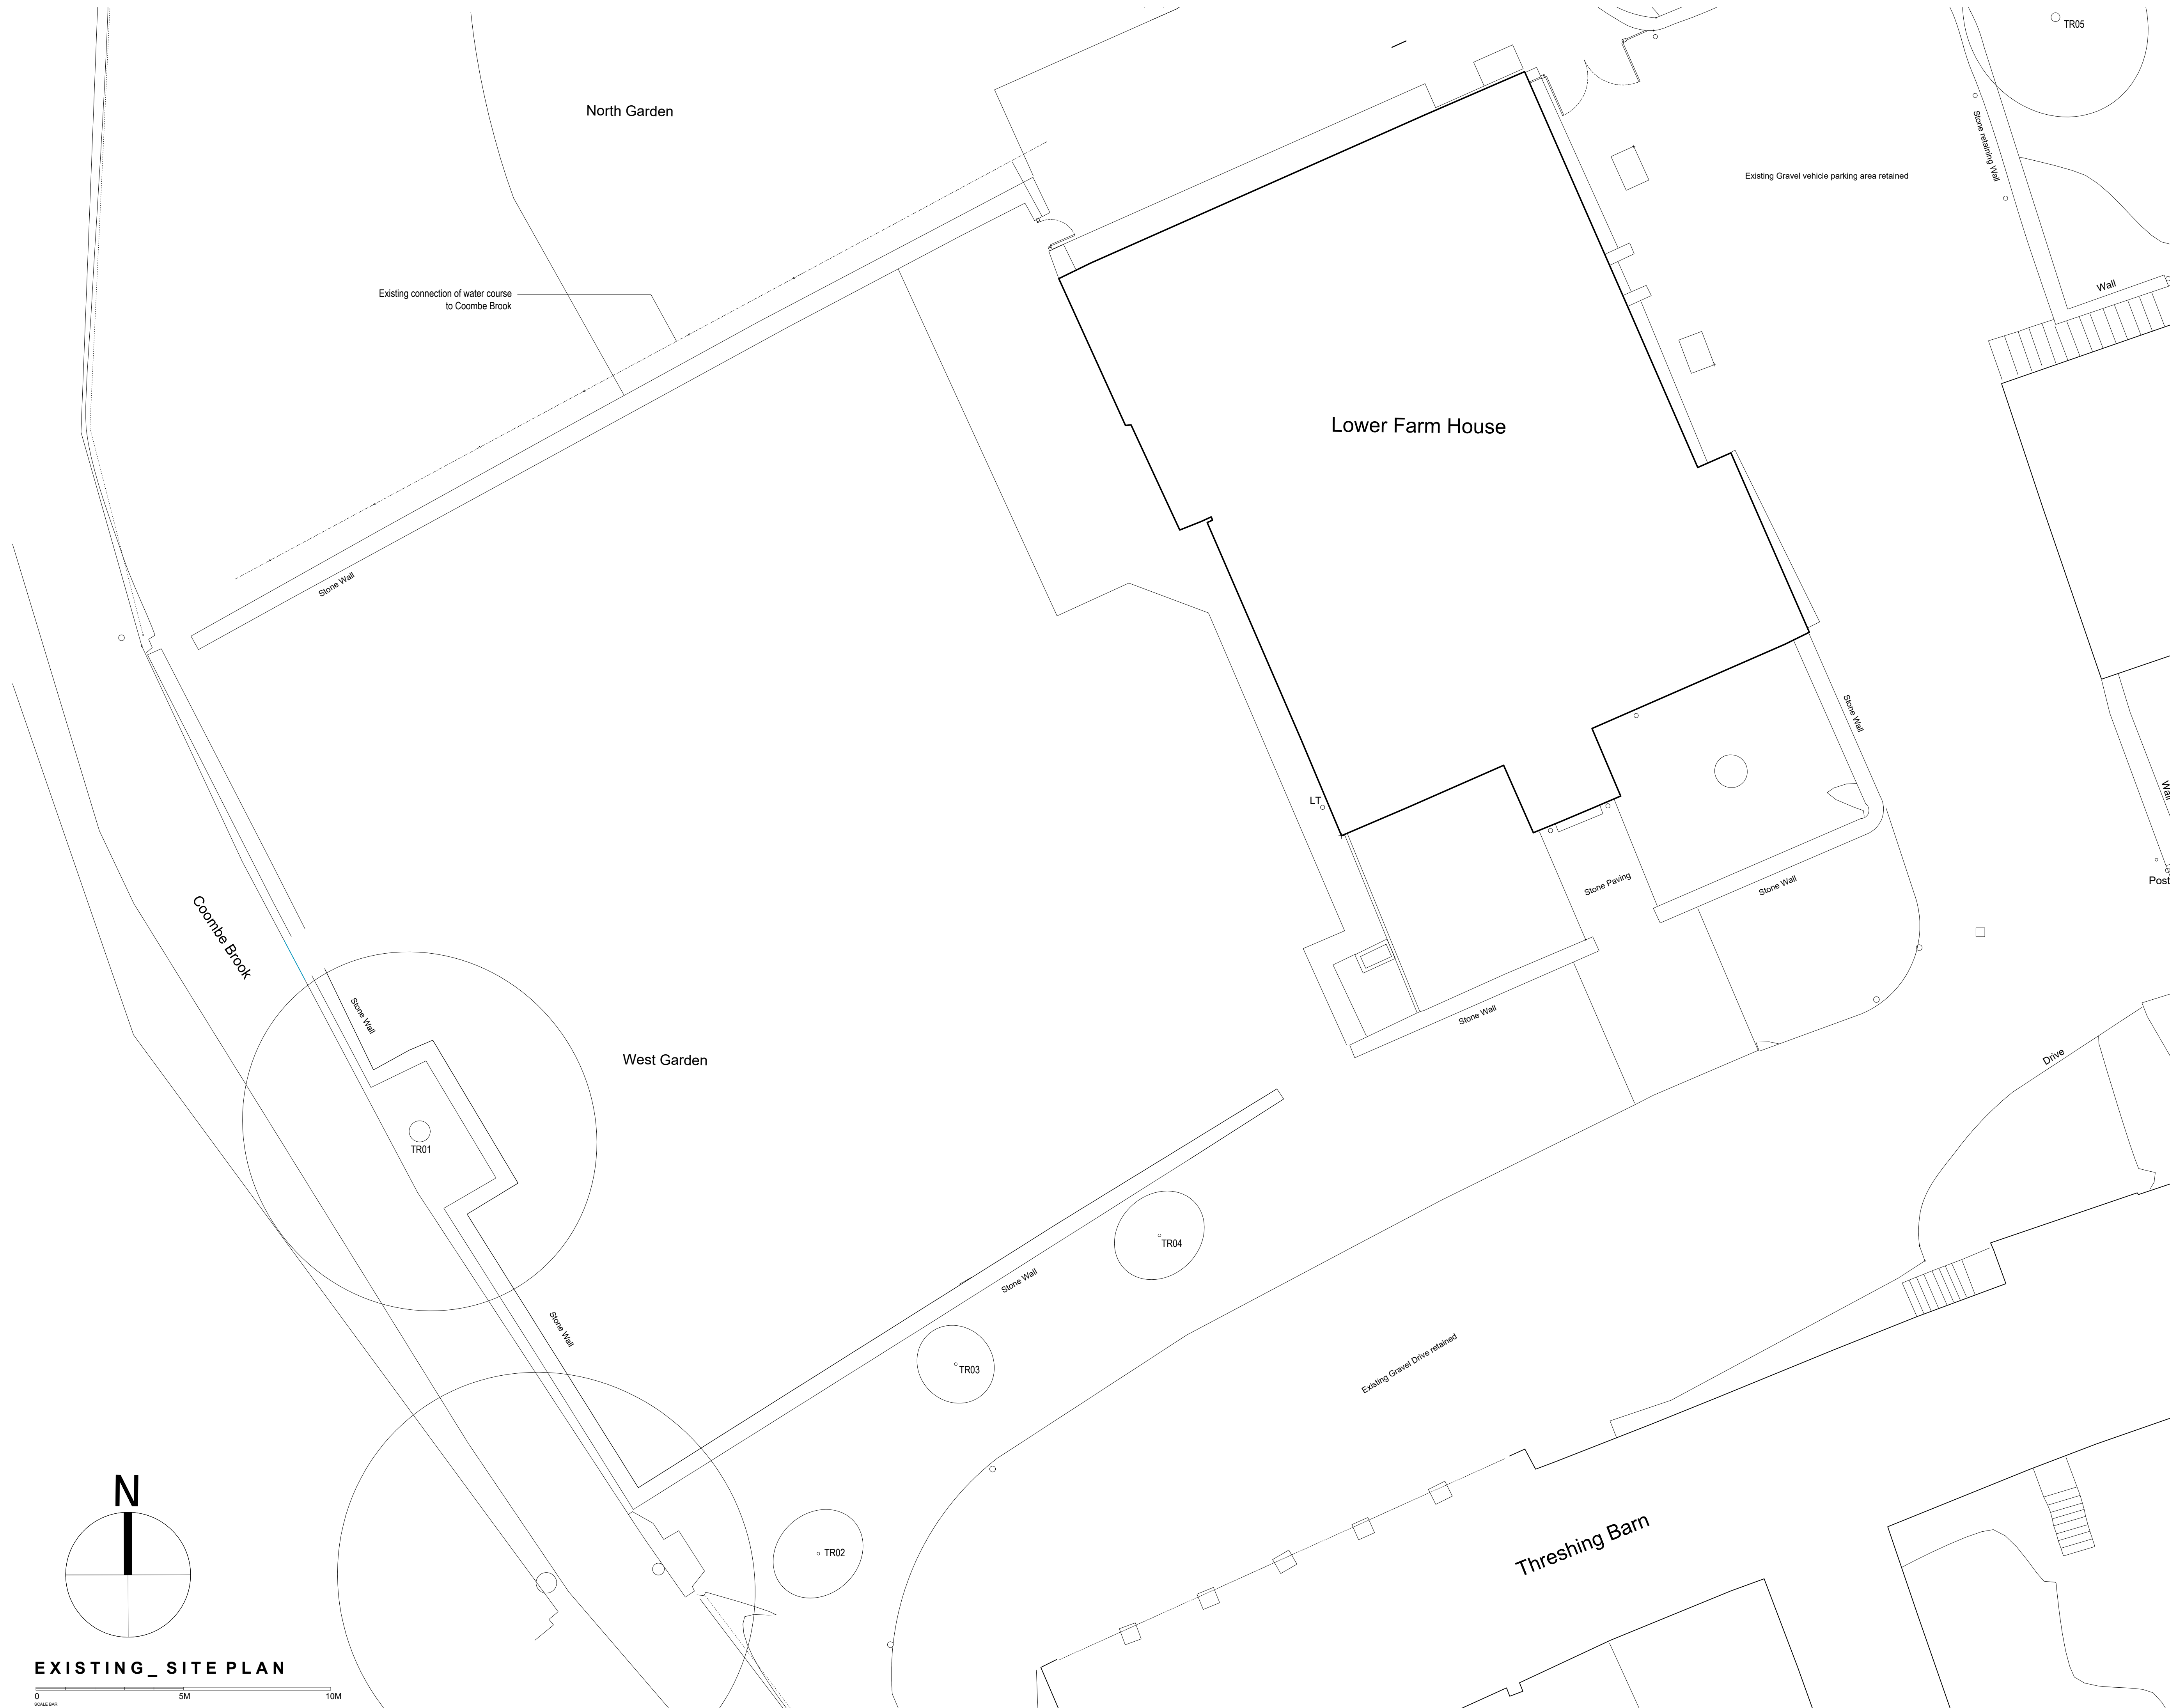 TR05
North Garden
Stone retaining Wall
Existing Gravel vehicle parking area retained
Wall
Existing connection of water course
to Coombe Brook
Lower Farm House
Stone Wall
Stone Wall
Wall
LT
Stone Paving
Stone Wall
Post
Coombe Brook
Stone Wall
Stone Wall
Drive
West Garden
TR01
TR04
Stone Wall
Stone Wall
TR03
Existing Gravel Drive retained
N
TR02
Threshing Barn
EXISTING_ SITE PLAN
0 5M 10M
SCALE BAR